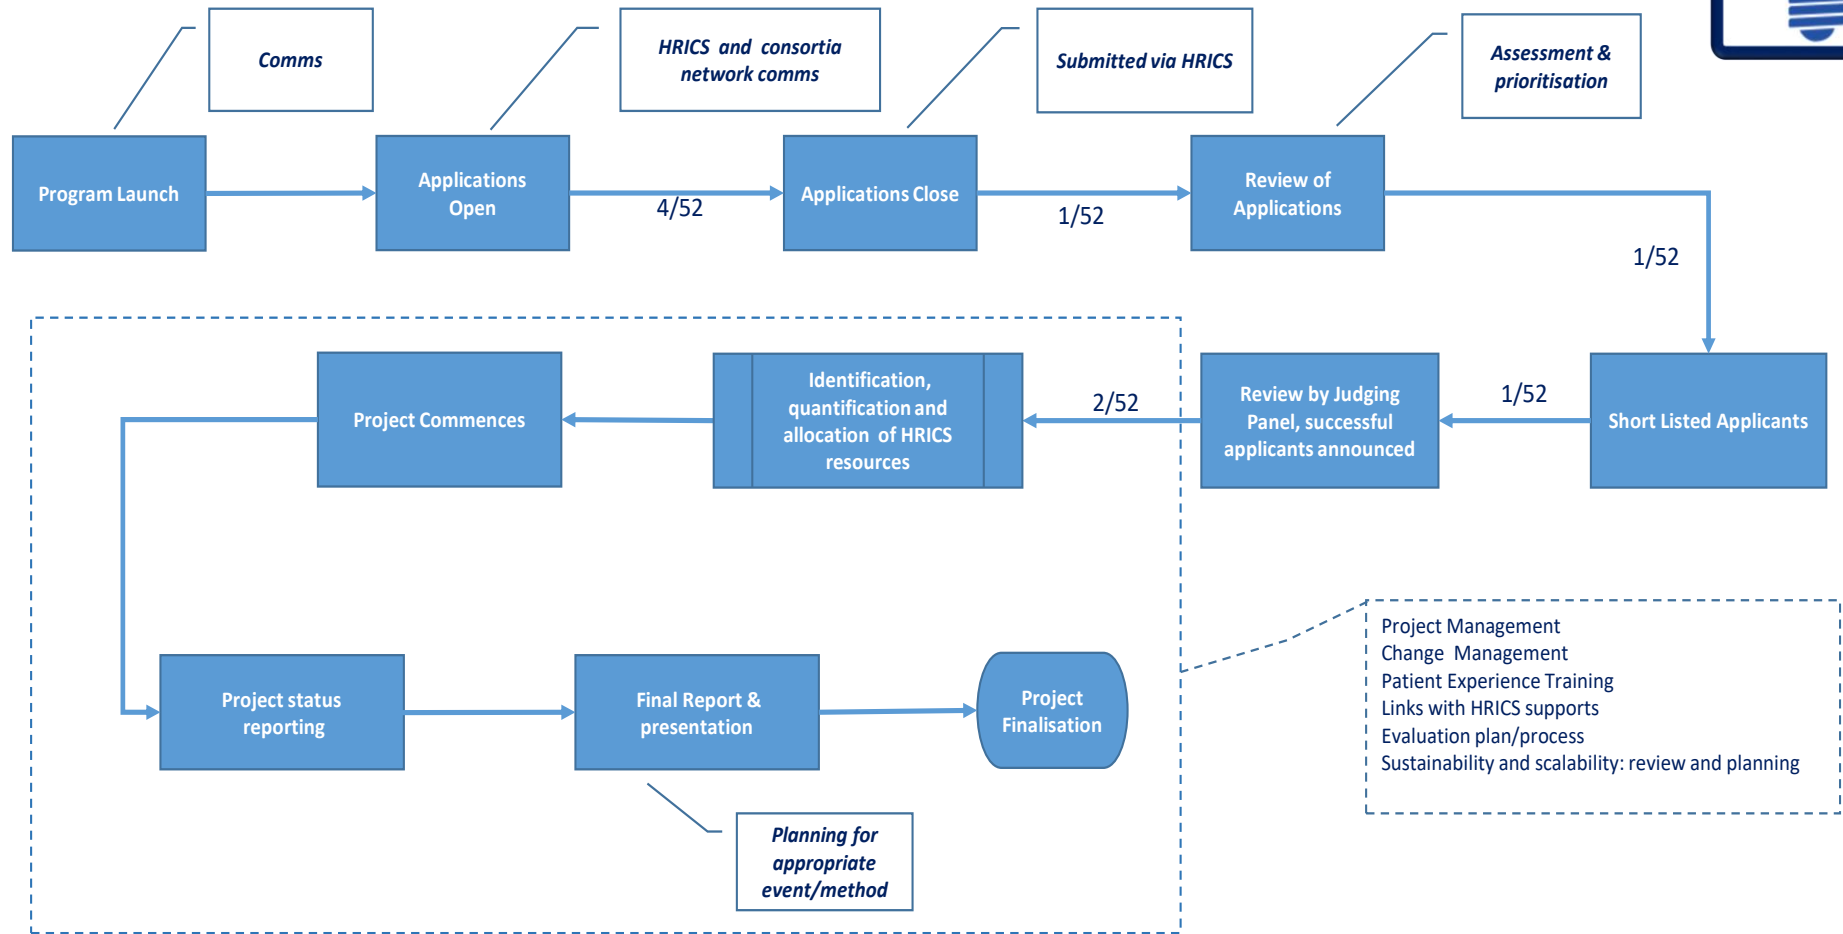 Comms
HRICS and consortia
network comms
Submitted via HRICS
Assessment &
prioritisation
Program Launch
Applications
Open
4/52
Applications Close
1/52
Review of
Applications
1/52
Short Listed Applicants
1/52
Review by Judging
Panel, successful
applicants announced
2/52
Identification,
quantification and
allocation of HRICS
resources
Project Commences
Project status
reporting
Final Report &
presentation
Project
Finalisation
Planning for
appropriate
event/method
Project Management
Change Management
Patient Experience Training
Links with HRICS supports
Evaluation plan/process
Sustainability and scalability: review and planning